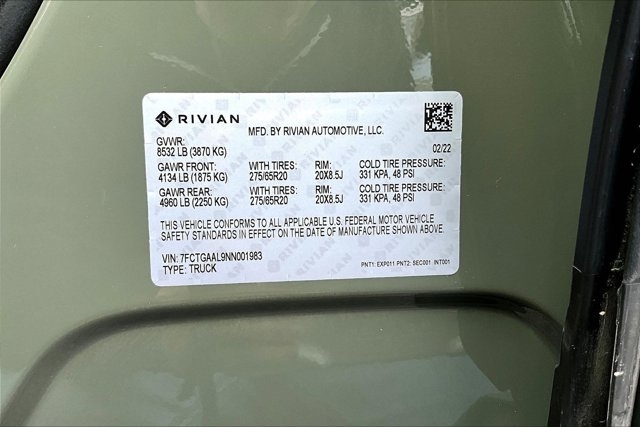 RIVIAN
MFD. BY RIVIAN AUTOMOTIVE, LLC.
GVWR:
8532 LB (3870 KG)
02/22
GAWR FRONT: WITH TIRES: RIM: COLD TIRE PRESSURE:
4134 LB (1875 KG) 275/65R20 20X8.5J 331 KPA, 48 PSI
GAWR REAR: WITH TIRES: RIM: COLD TIRE PRESSURE:
4960 LB (2250 KG) 275/65R20 20X8.5J 331 KPA, 48 PSI
THIS VEHICLE CONFORMS TO ALL APPLICABLE U.S. FEDERAL MOTOR VEHICLE
SAFETY STANDARDS IN EFFECT ON THE DATE OF MANUFACTURE SHOWN ABOVE.
VIN: 7FCTGAAL9NN001983
TYPE: TRUCK
PNT1: EXP011 PNT2: SEC001 INT001